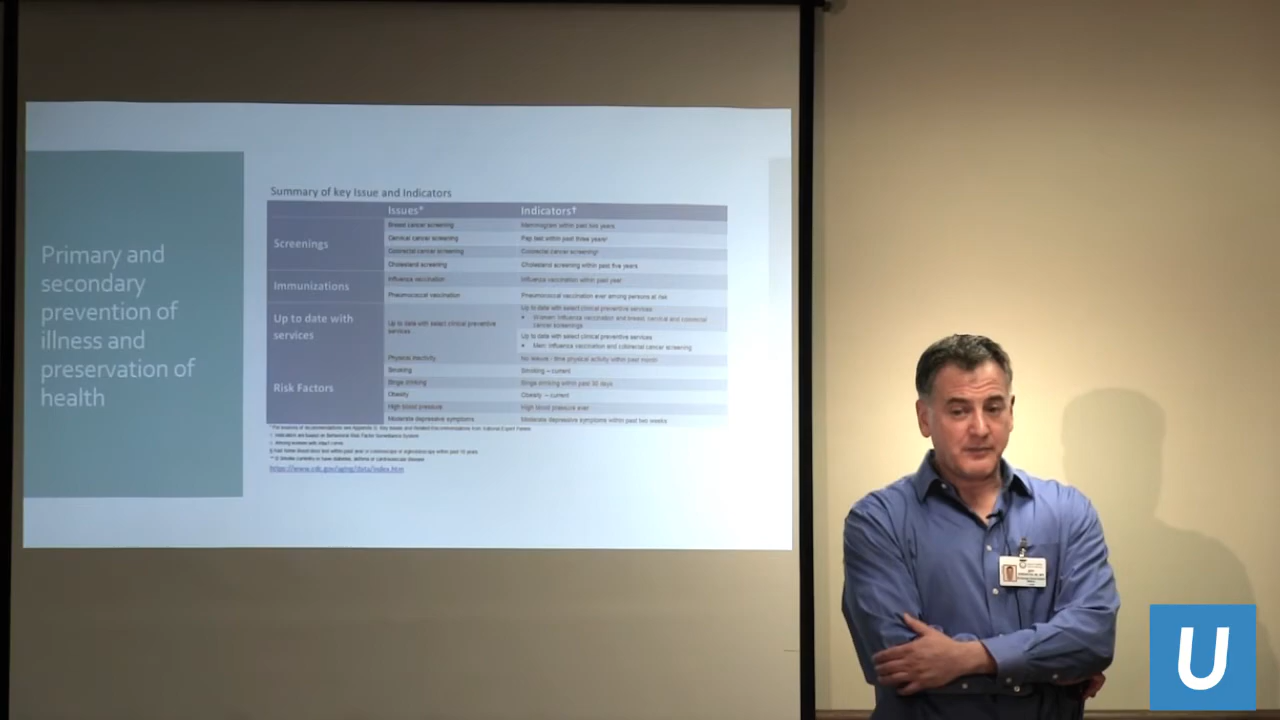 Primary and
secondary
prevention of
illness and
preservation of
health
Summary of key Issue and Indicators
Issues* Indicators†
Screenings
Breast cancer screening Mammogram within past two years
Cervical cancer screening Pap test within past three years
Colorectal cancer screening Colorectal cancer screening
Cholesterol screening Cholesterol screening within past five years
Immunizations
Influenza vaccination Influenza vaccination within past year
Pneumococcal vaccination Pneumococcal vaccination ever among persons at risk
Up to date with
services
Up to date with select clinical preventive
services
Up to date with select clinical preventive services
• Women: influenza vaccination and breast, cervical and colorectal
cancer screenings
Up to date with select clinical preventive services
• Men: influenza vaccination and colorectal cancer screening
Risk Factors
Physical inactivity No leisure - time physical activity within past month
Smoking Smoking – current
Binge drinking Binge drinking within past 30 days
Obesity Obesity – current
High blood pressure High blood pressure ever
Moderate depressive symptoms Moderate depressive symptoms within past two weeks
https://www.cdc.gov/aging/data/index.htm
U